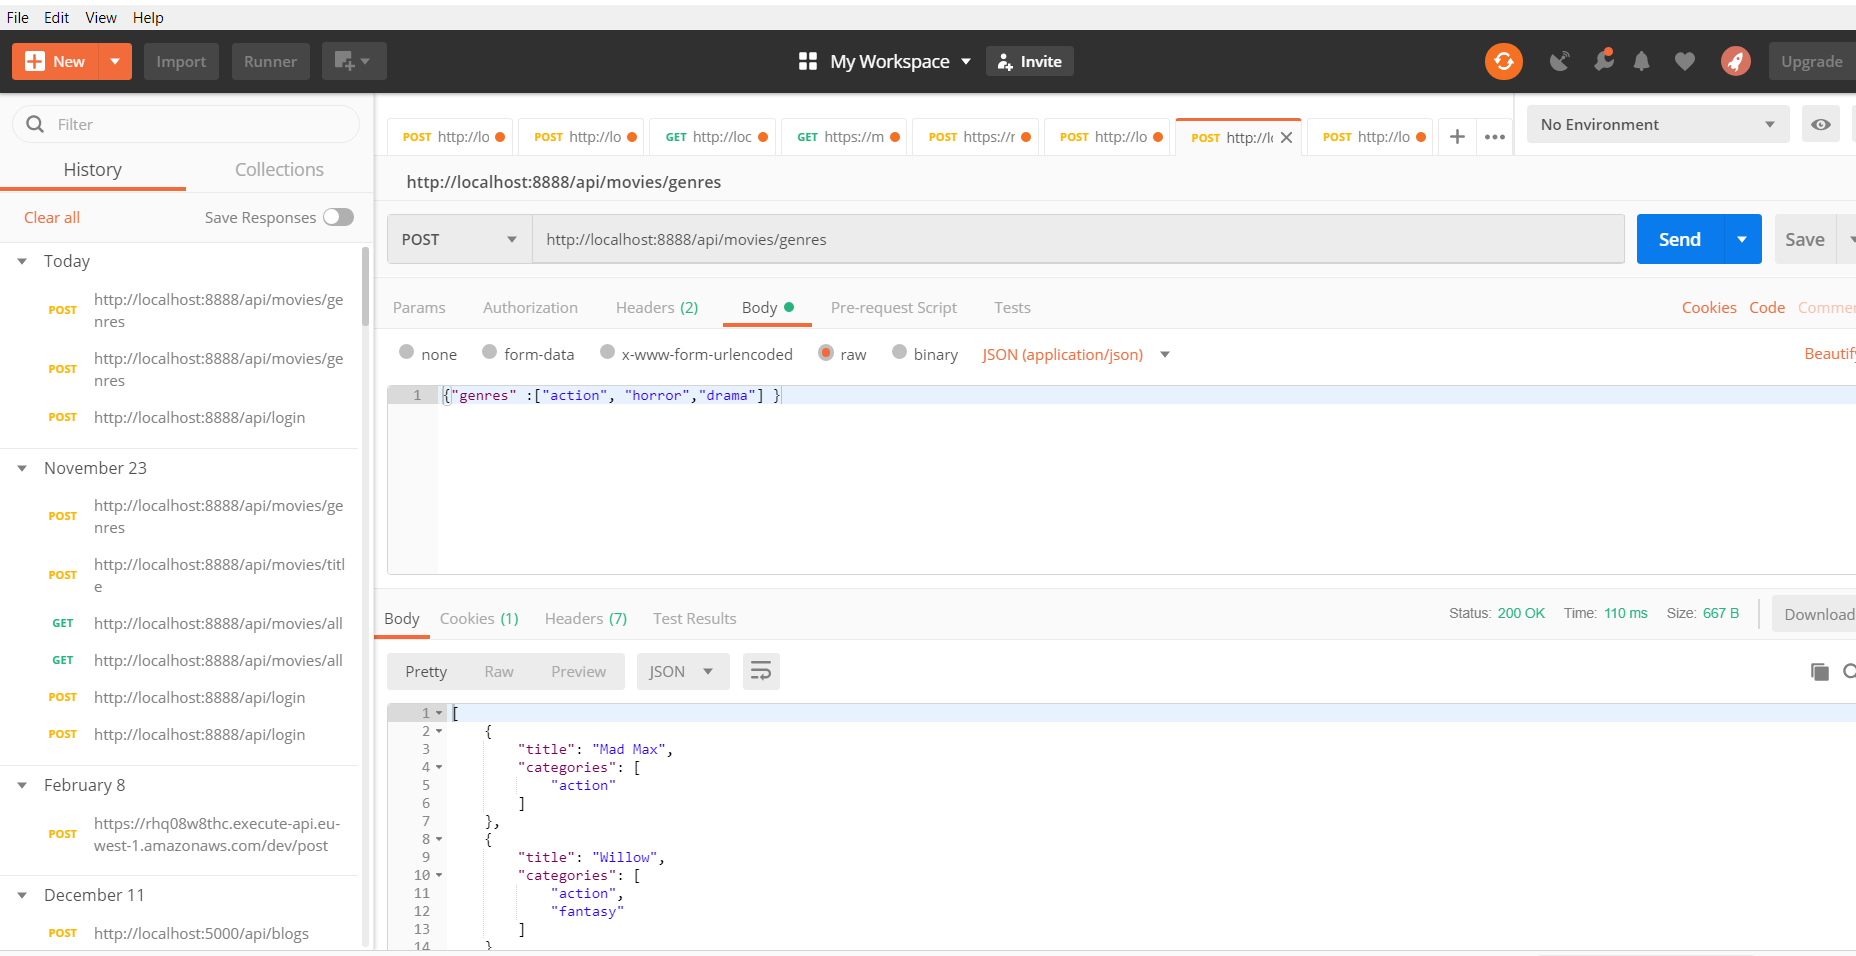 File Edit View Help
New Import Runner My Workspace Invite Upgrade
Filter
History Collections
Clear all Save Responses
Today
POST http://localhost:8888/api/movies/ge
nres
POST http://localhost:8888/api/movies/ge
nres
POST http://localhost:8888/api/login
November 23
POST http://localhost:8888/api/movies/ge
nres
POST http://localhost:8888/api/movies/titl
e
GET http://localhost:8888/api/movies/all
GET http://localhost:8888/api/movies/all
POST http://localhost:8888/api/login
POST http://localhost:8888/api/login
February 8
POST https://rhq08w8thc.execute-api.eu-
west-1.amazonaws.com/dev/post
December 11
POST http://localhost:5000/api/blogs
POST http://lo POST http://lo GET http://loc GET https://m POST https://r POST http://lo POST http://lo POST http://lo
No Environment
http://localhost:8888/api/movies/genres
POST http://localhost:8888/api/movies/genres Send Save
Params Authorization Headers (2) Body Pre-request Script Tests Cookies Code Commen
none form-data x-www-form-urlencoded raw binary JSON (application/json) Beautify
1 {"genres" :["action", "horror","drama"] }
Body Cookies (1) Headers (7) Test Results Status: 200 OK Time: 110 ms Size: 667 B Download
Pretty Raw Preview JSON
1 [
2 {
3 "title": "Mad Max",
4 "categories": [
5 "action"
6 ]
7 },
8 {
9 "title": "Willow",
10 "categories": [
11 "action",
12 "fantasy"
13 ]
14 }